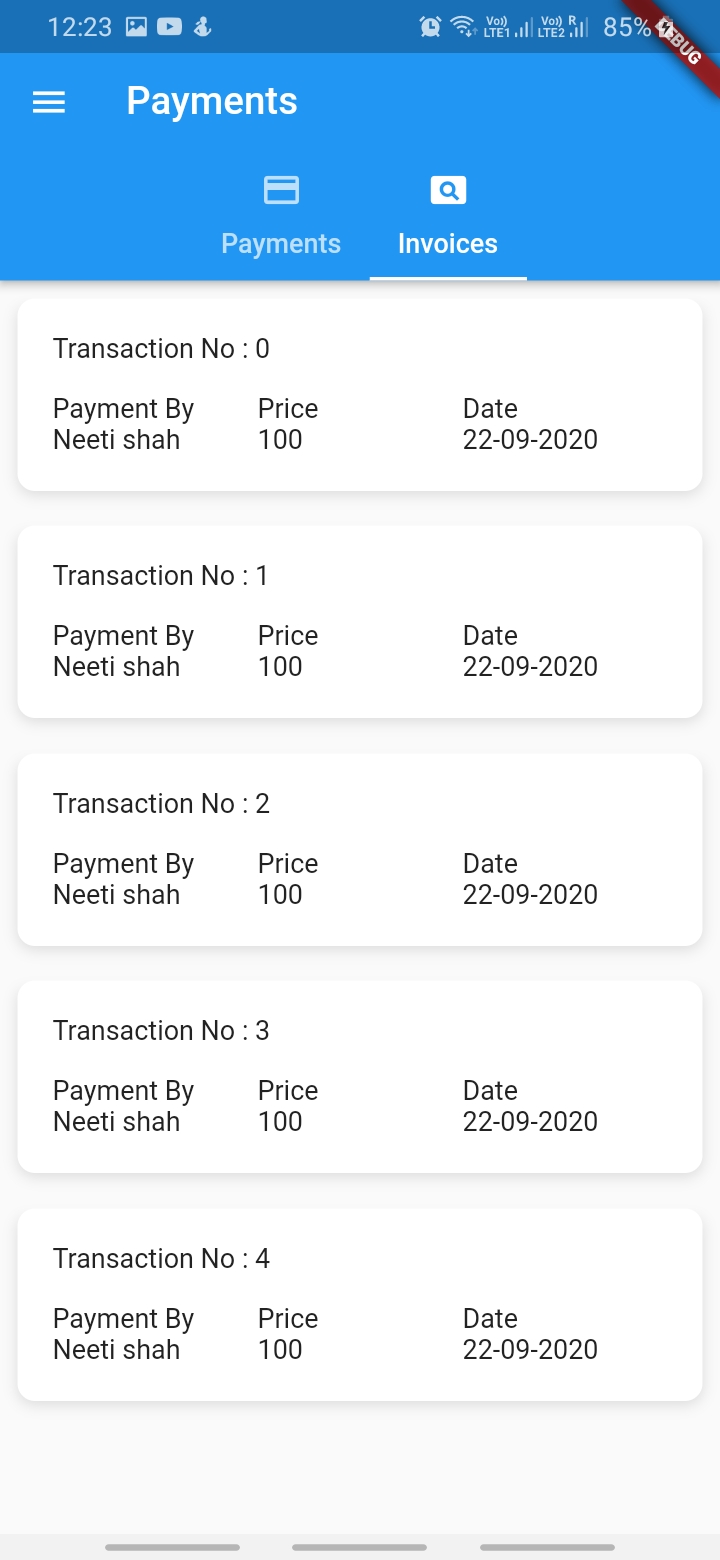 12:23 Vo) LTE1 Vo) R LTE2 85%
DEBUG
Payments
Payments Invoices
Transaction No : 0
Payment By Price Date
Neeti shah 100 22-09-2020
Transaction No : 1
Payment By Price Date
Neeti shah 100 22-09-2020
Transaction No : 2
Payment By Price Date
Neeti shah 100 22-09-2020
Transaction No : 3
Payment By Price Date
Neeti shah 100 22-09-2020
Transaction No : 4
Payment By Price Date
Neeti shah 100 22-09-2020